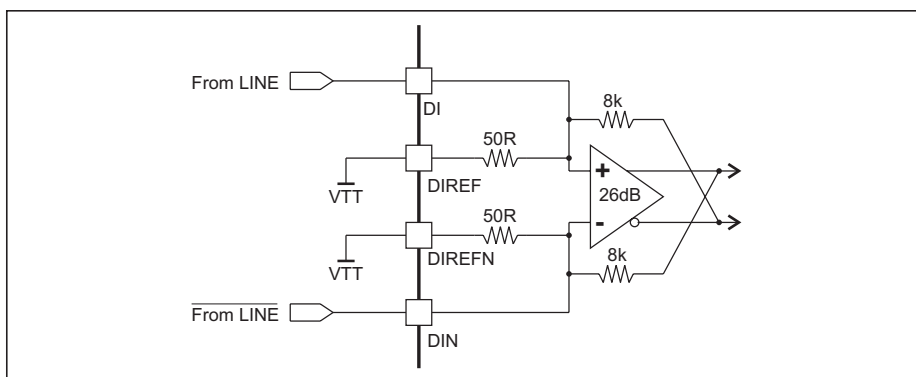 From LINE
DI
8k
50R
DIREF
VTT
+
26dB
-
50R
DIREFN
VTT
8k
From LINE
DIN